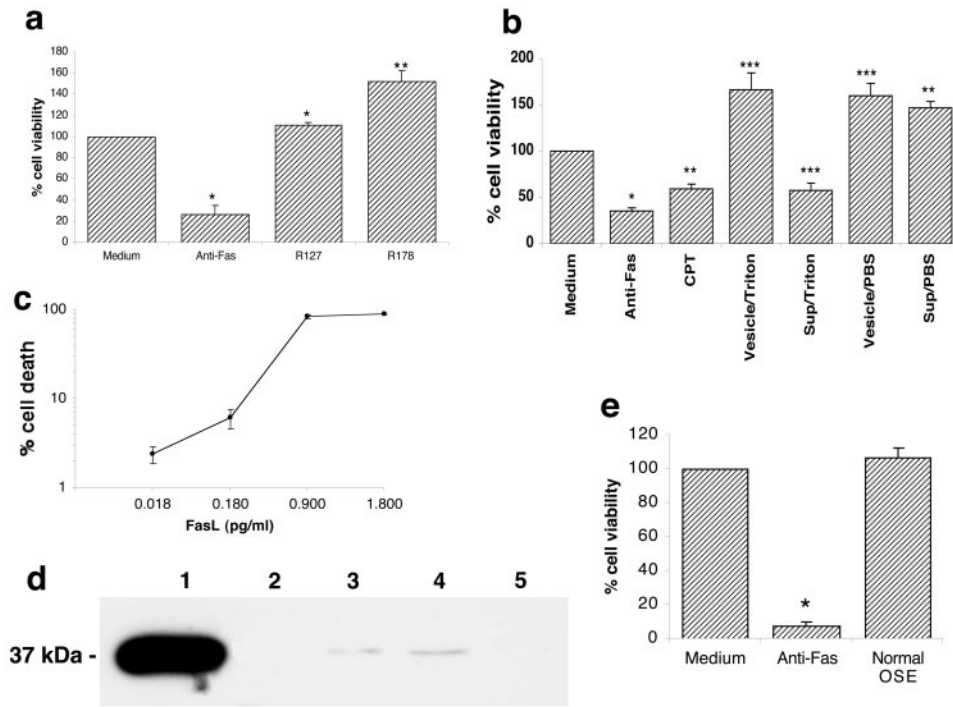 a
180
160
140
120
100
80
60
40
20
0
% cell viability
*
*
**
Medium
Anti-Fas
R127
R178
b
200
150
100
50
0
% cell viability
*
**
***
***
***
**
Medium
Anti-Fas
CPT
Vesicle/Triton
Sup/Triton
Vesicle/PBS
Sup/PBS
c
100
10
1
% cell death
0.018
0.180
0.900
1.800
FasL (pg/ml)
d
1 2 3 4 5
37 kDa -
e
120
100
80
60
40
20
0
% cell viability
*
Medium
Anti-Fas
Normal
OSE